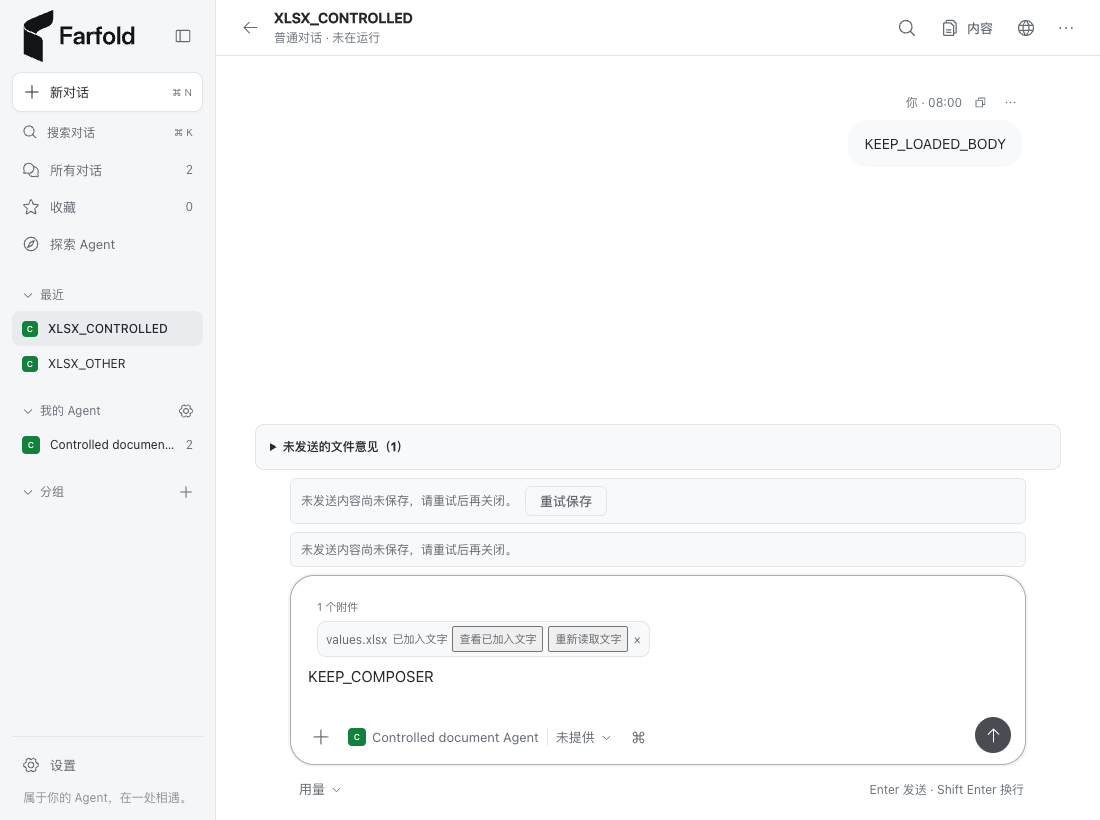 Farfold
新对话 ⌘ N
搜索对话 ⌘ K
所有对话 2
收藏 0
探索 Agent
最近
C XLSX_CONTROLLED
C XLSX_OTHER
我的 Agent
C Controlled documen... 2
分组
设置
属于你的 Agent，在一处相遇。
XLSX_CONTROLLED
普通对话 · 未在运行
内容
你 · 08:00
KEEP_LOADED_BODY
未发送的文件意见（1）
未发送内容尚未保存，请重试后再关闭。 重试保存
未发送内容尚未保存，请重试后再关闭。
1 个附件
values.xlsx 已加入文字 查看已加入文字 重新读取文字 x
KEEP_COMPOSER
C Controlled document Agent 未提供 ⌘
用量
Enter 发送 · Shift Enter 换行